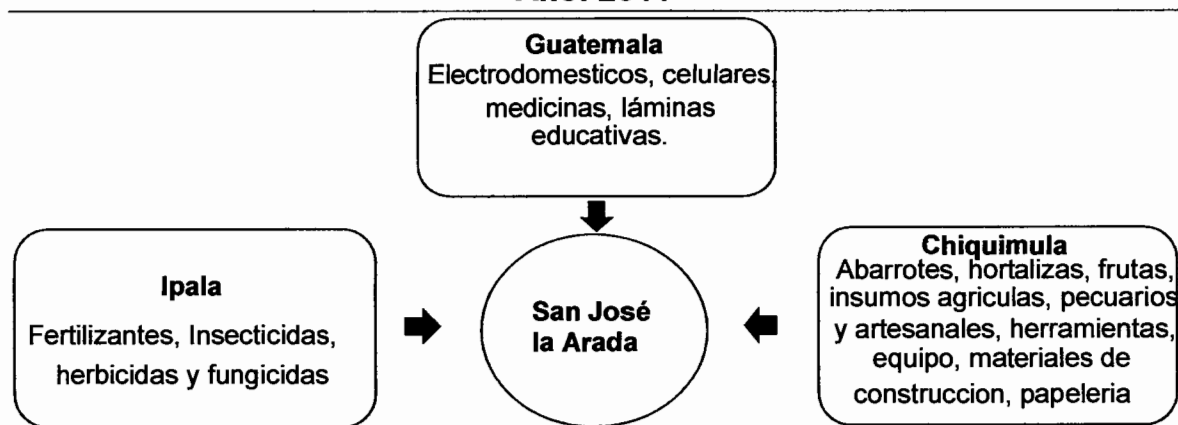 Guatemala
Electrodomesticos, celulares,
medicinas, láminas
educativas.
Ipala
Fertilizantes, Insecticidas,
herbicidas y fungicidas
San José
la Arada
Chiquimula
Abarrotes, hortalizas, frutas,
insumos agriculas, pecuarios
y artesanales, herramientas,
equipo, materiales de
construccion, papeleria